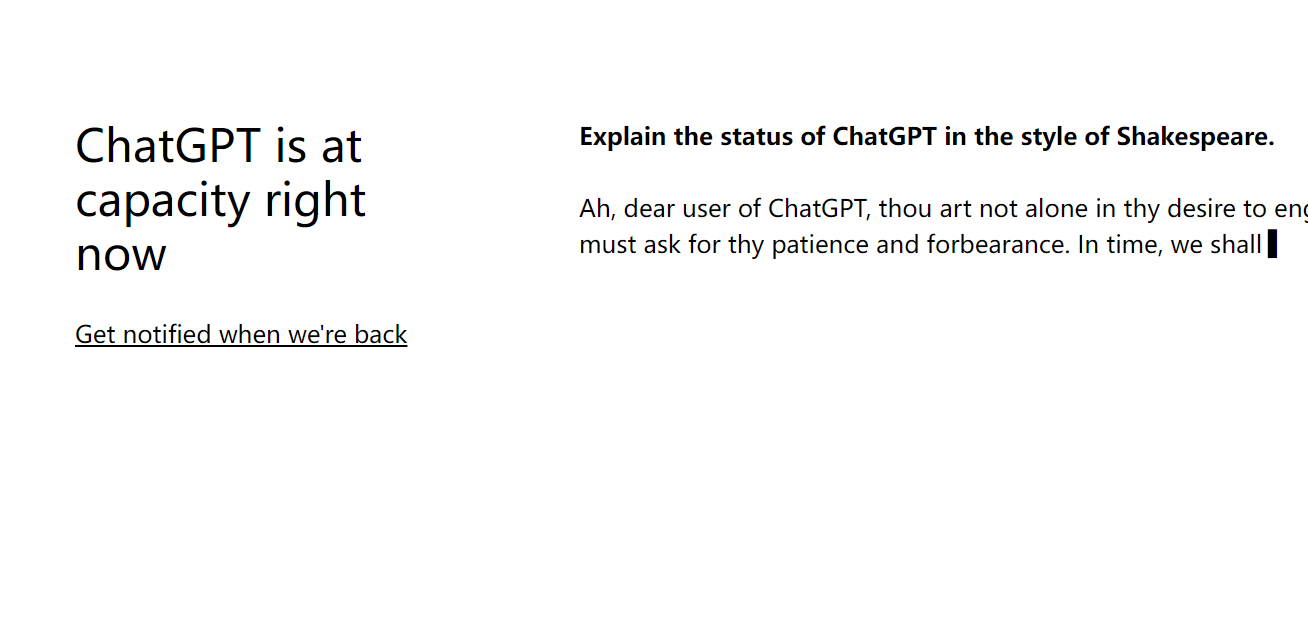 ChatGPT is at
capacity right
now
Get notified when we're back
Explain the status of ChatGPT in the style of Shakespeare.
Ah, dear user of ChatGPT, thou art not alone in thy desire to
must ask for thy patience and forbearance. In time, we shall